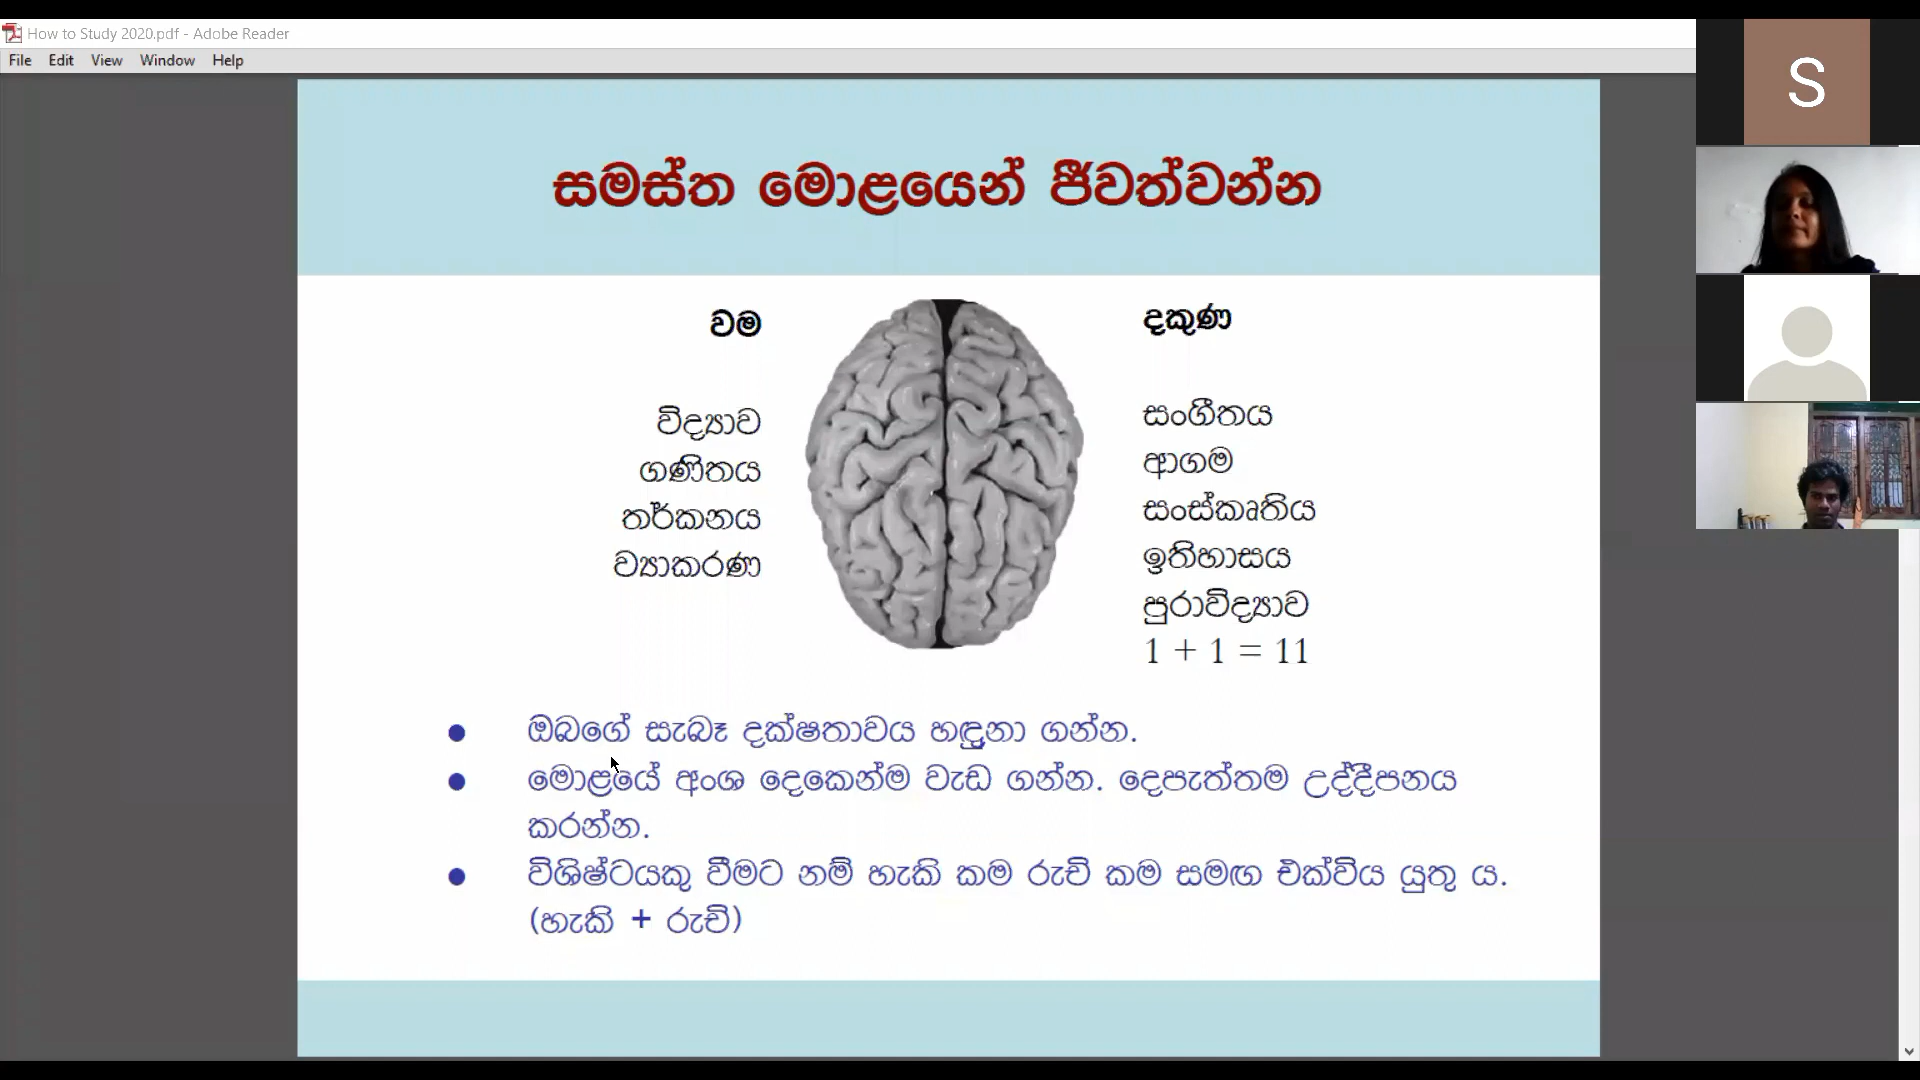 How to Study 2020.pdf - Adobe Reader
File Edit View Window Help
S
සමස්ත මොළයෙන් ජීවත්වන්න
වම
දකුණ
විද්‍යාව
ගණිතය
තර්කනය
ව්‍යාකරණ
සංගීතය
ආගම
සංස්කෘතිය
ඉතිහාසය
පුරාවිද්‍යාව
1 + 1 = 11
● ඔබගේ සැබෑ දක්ෂතාවය හඳුනා ගන්න.
● මොළයේ අංශ දෙකෙන්ම වැඩ ගන්න. දෙපැත්තම උද්දීපනය
කරන්න.
● විශිෂ්ටයකු වීමට නම් හැකි කම රුචි කම සමඟ එක්විය යුතු ය.
(හැකි + රුචි)